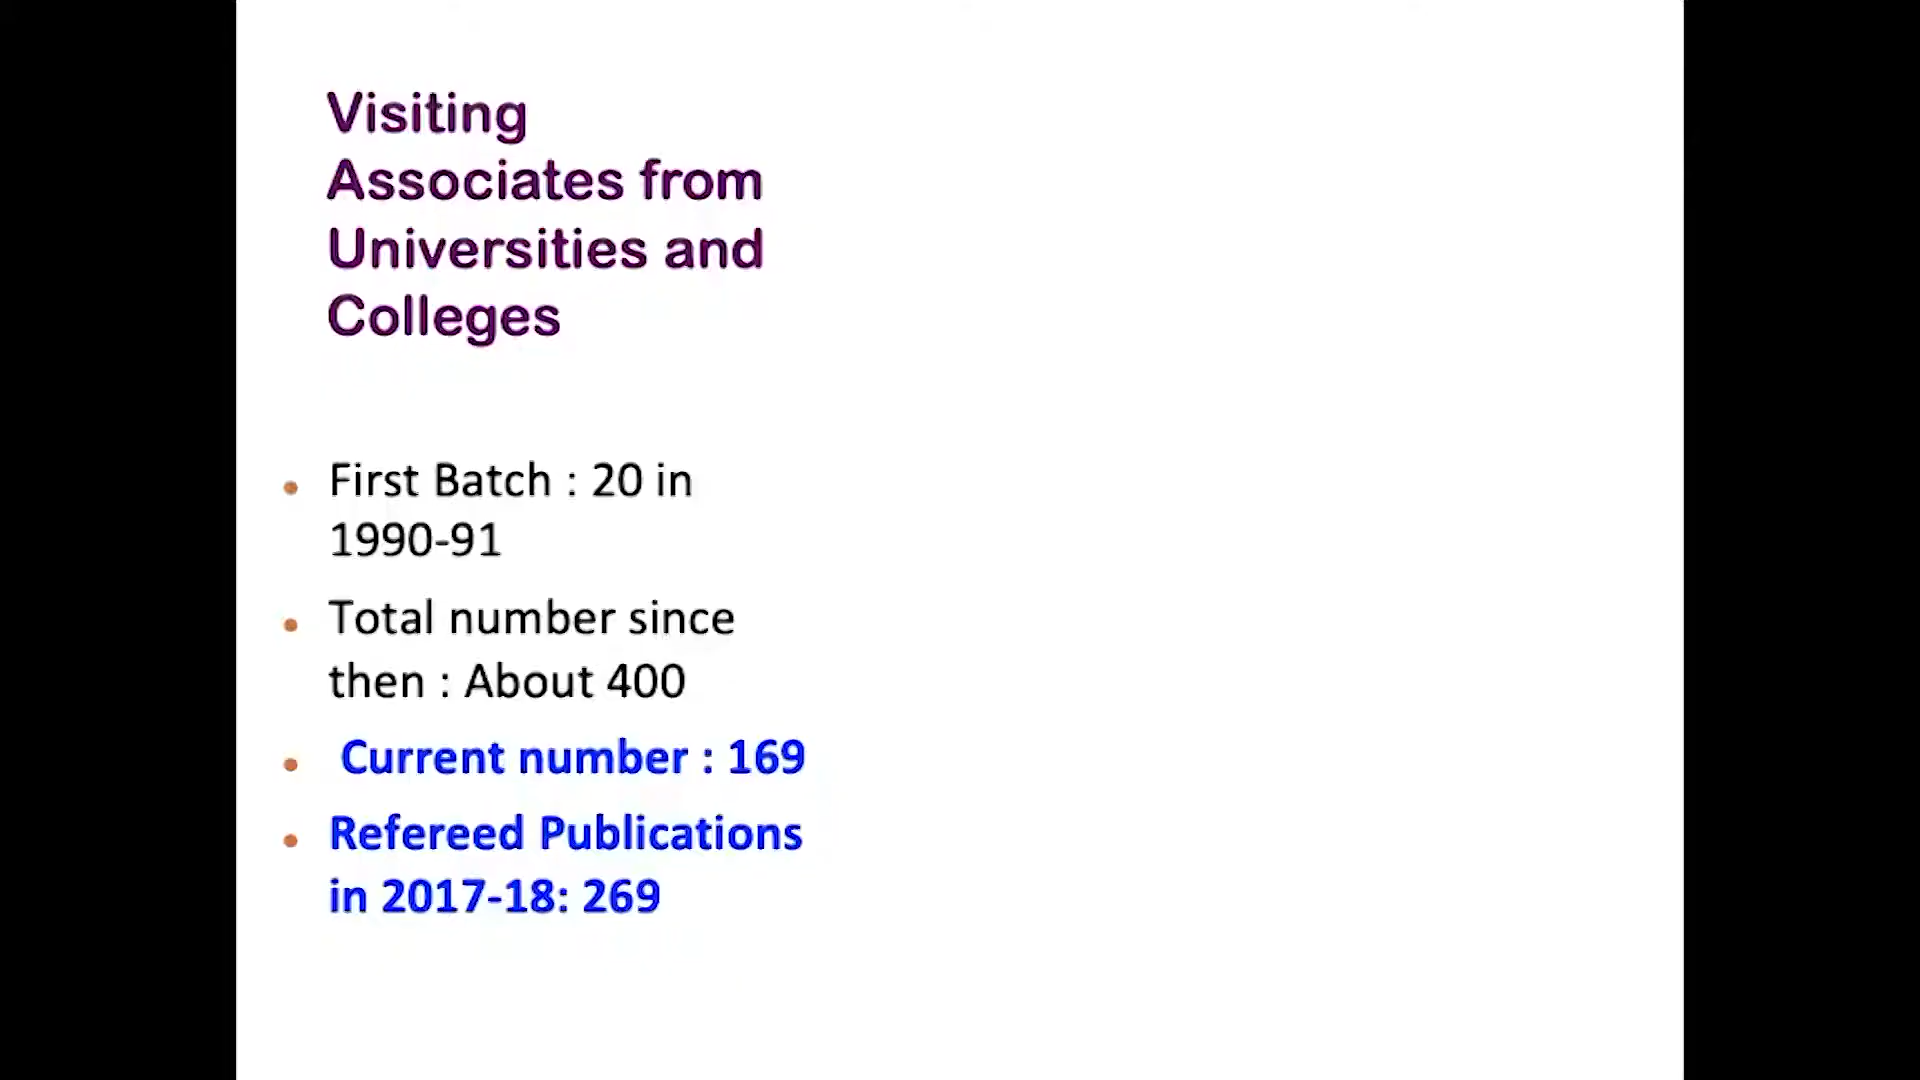 Visiting
Associates from
Universities and
Colleges
• First Batch : 20 in
1990-91
• Total number since
then : About 400
• Current number : 169
• Refereed Publications
in 2017-18: 269